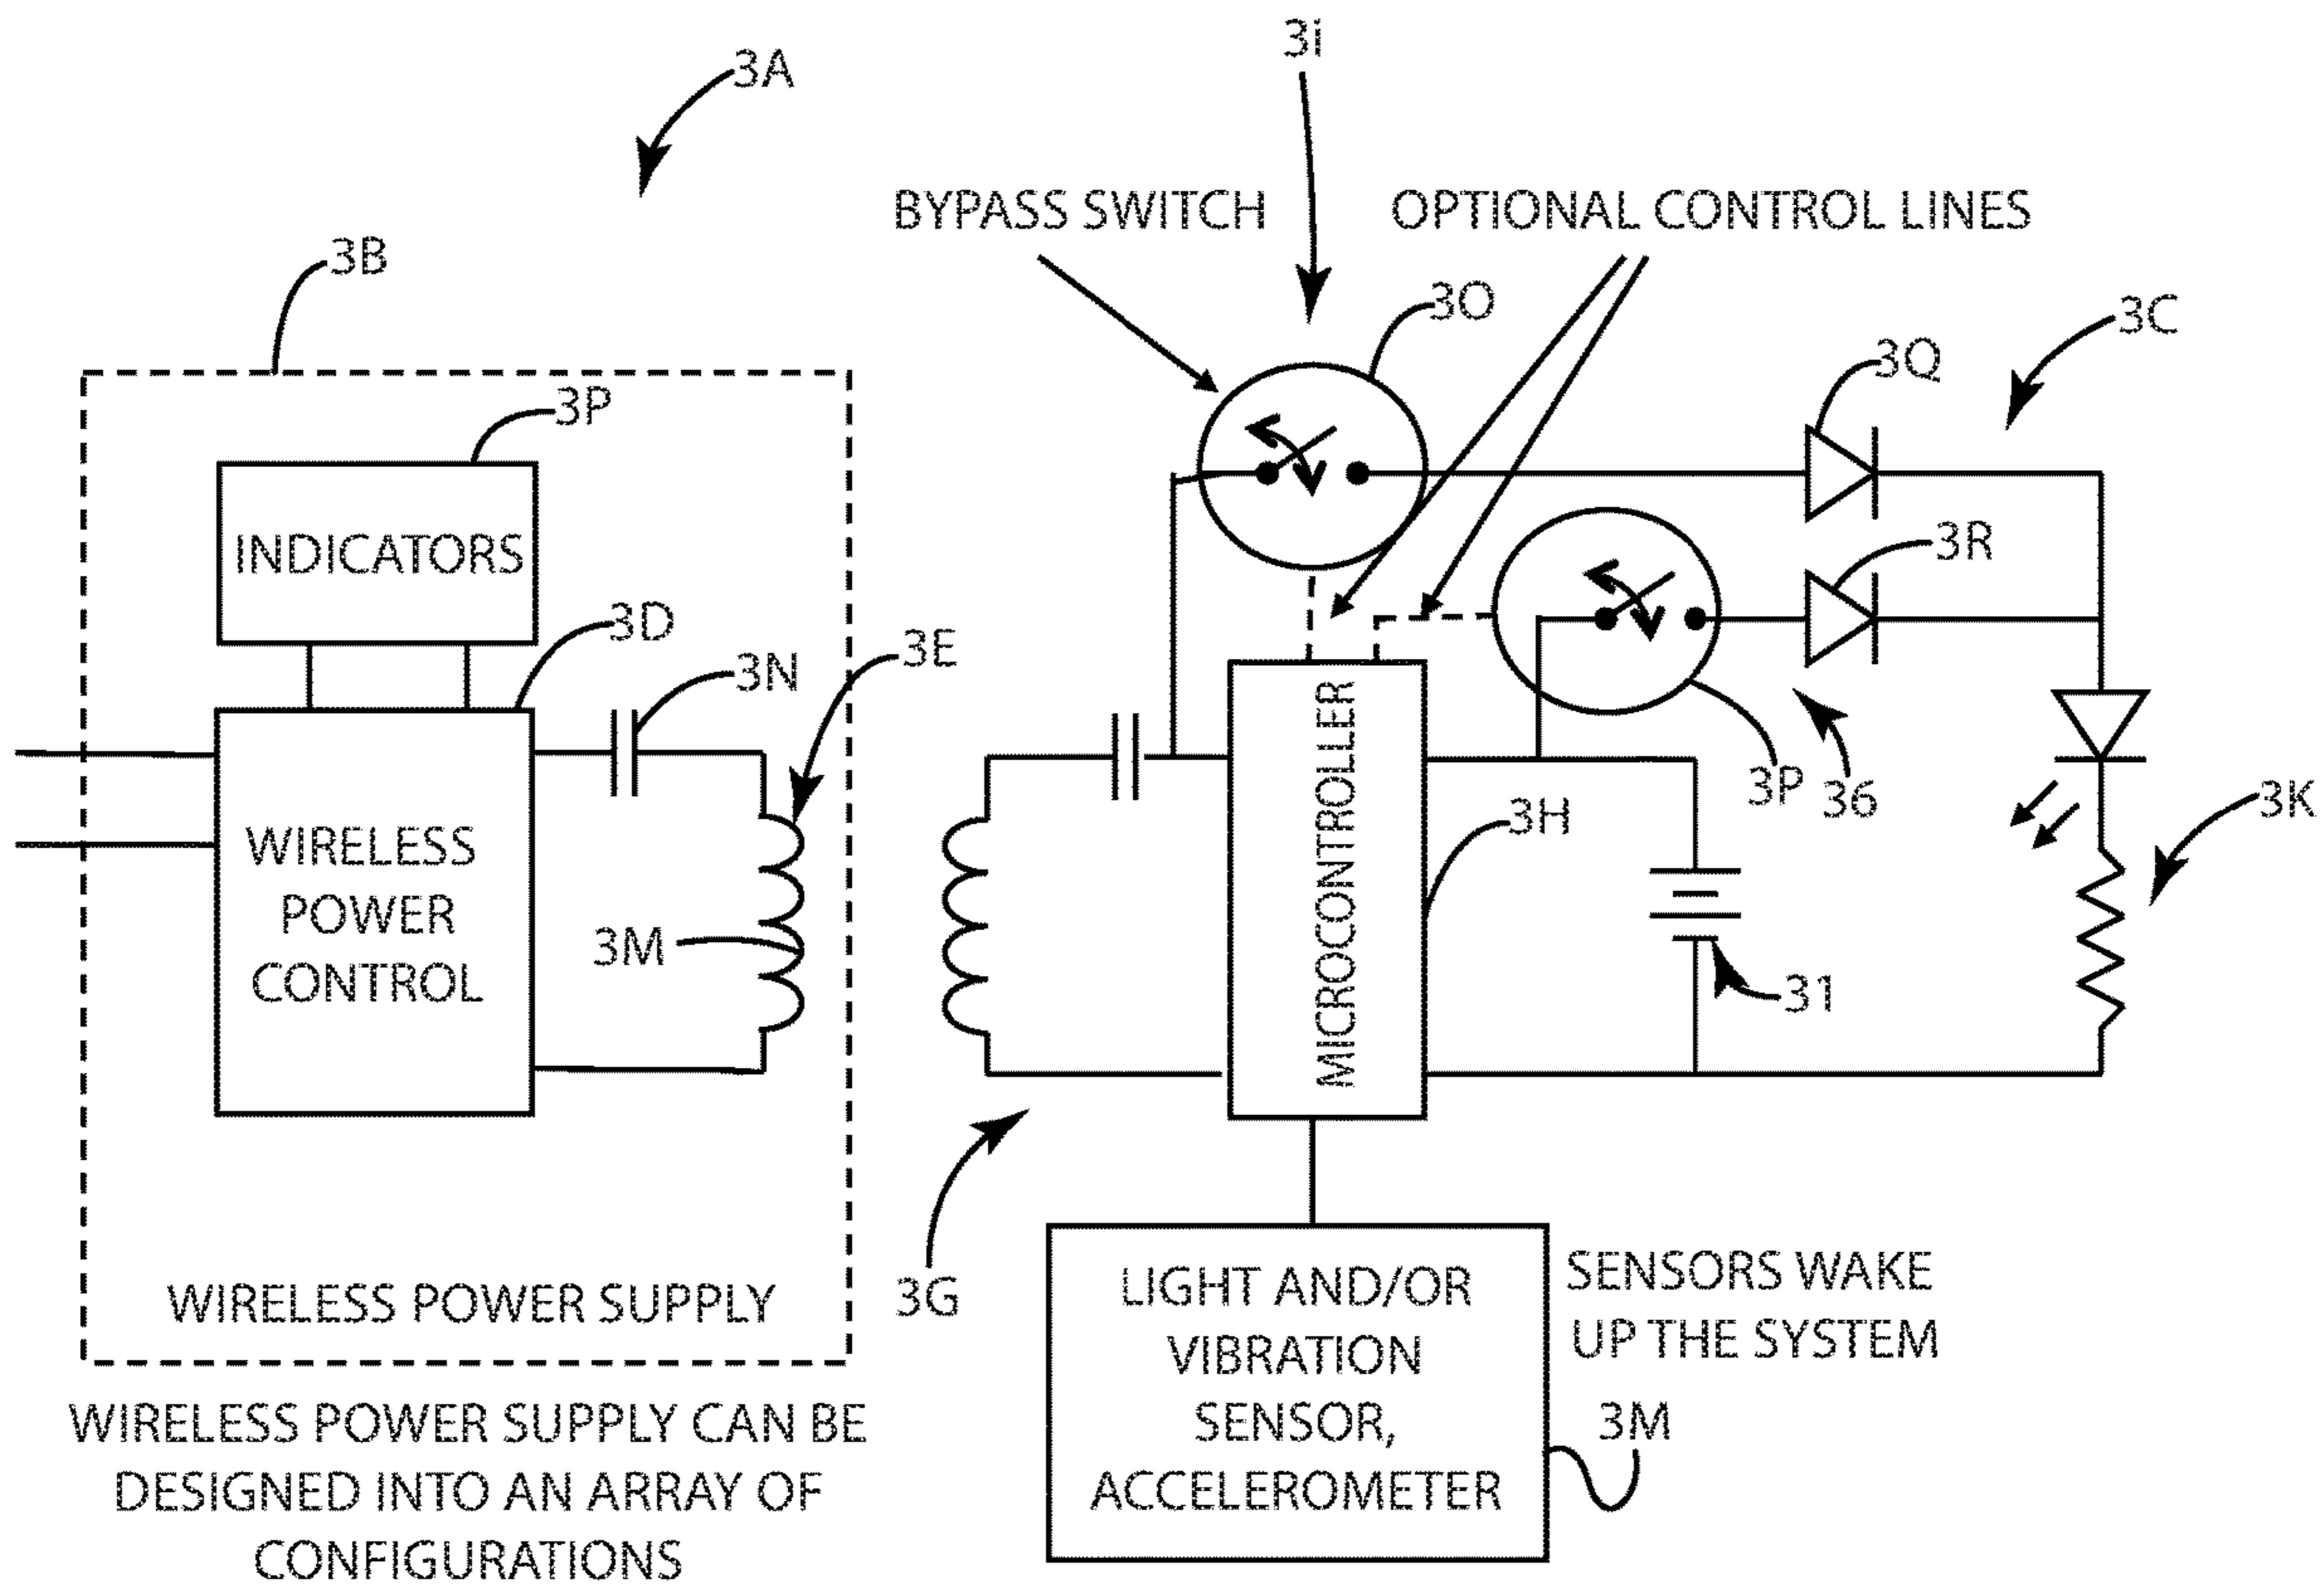 3i
3A
BYPASS SWITCH
OPTIONAL CONTROL LINES
3B
3O
3C
3Q
3P
INDICATORS
3R
3D
3N
3E
3P
36
3K
3H
WIRELESS
POWER
CONTROL
3M
MICROCONTROLLER
31
3G
WIRELESS POWER SUPPLY
LIGHT AND/OR
VIBRATION
SENSOR,
ACCELEROMETER
SENSORS WAKE
UP THE SYSTEM
3M
WIRELESS POWER SUPPLY CAN BE
DESIGNED INTO AN ARRAY OF
CONFIGURATIONS